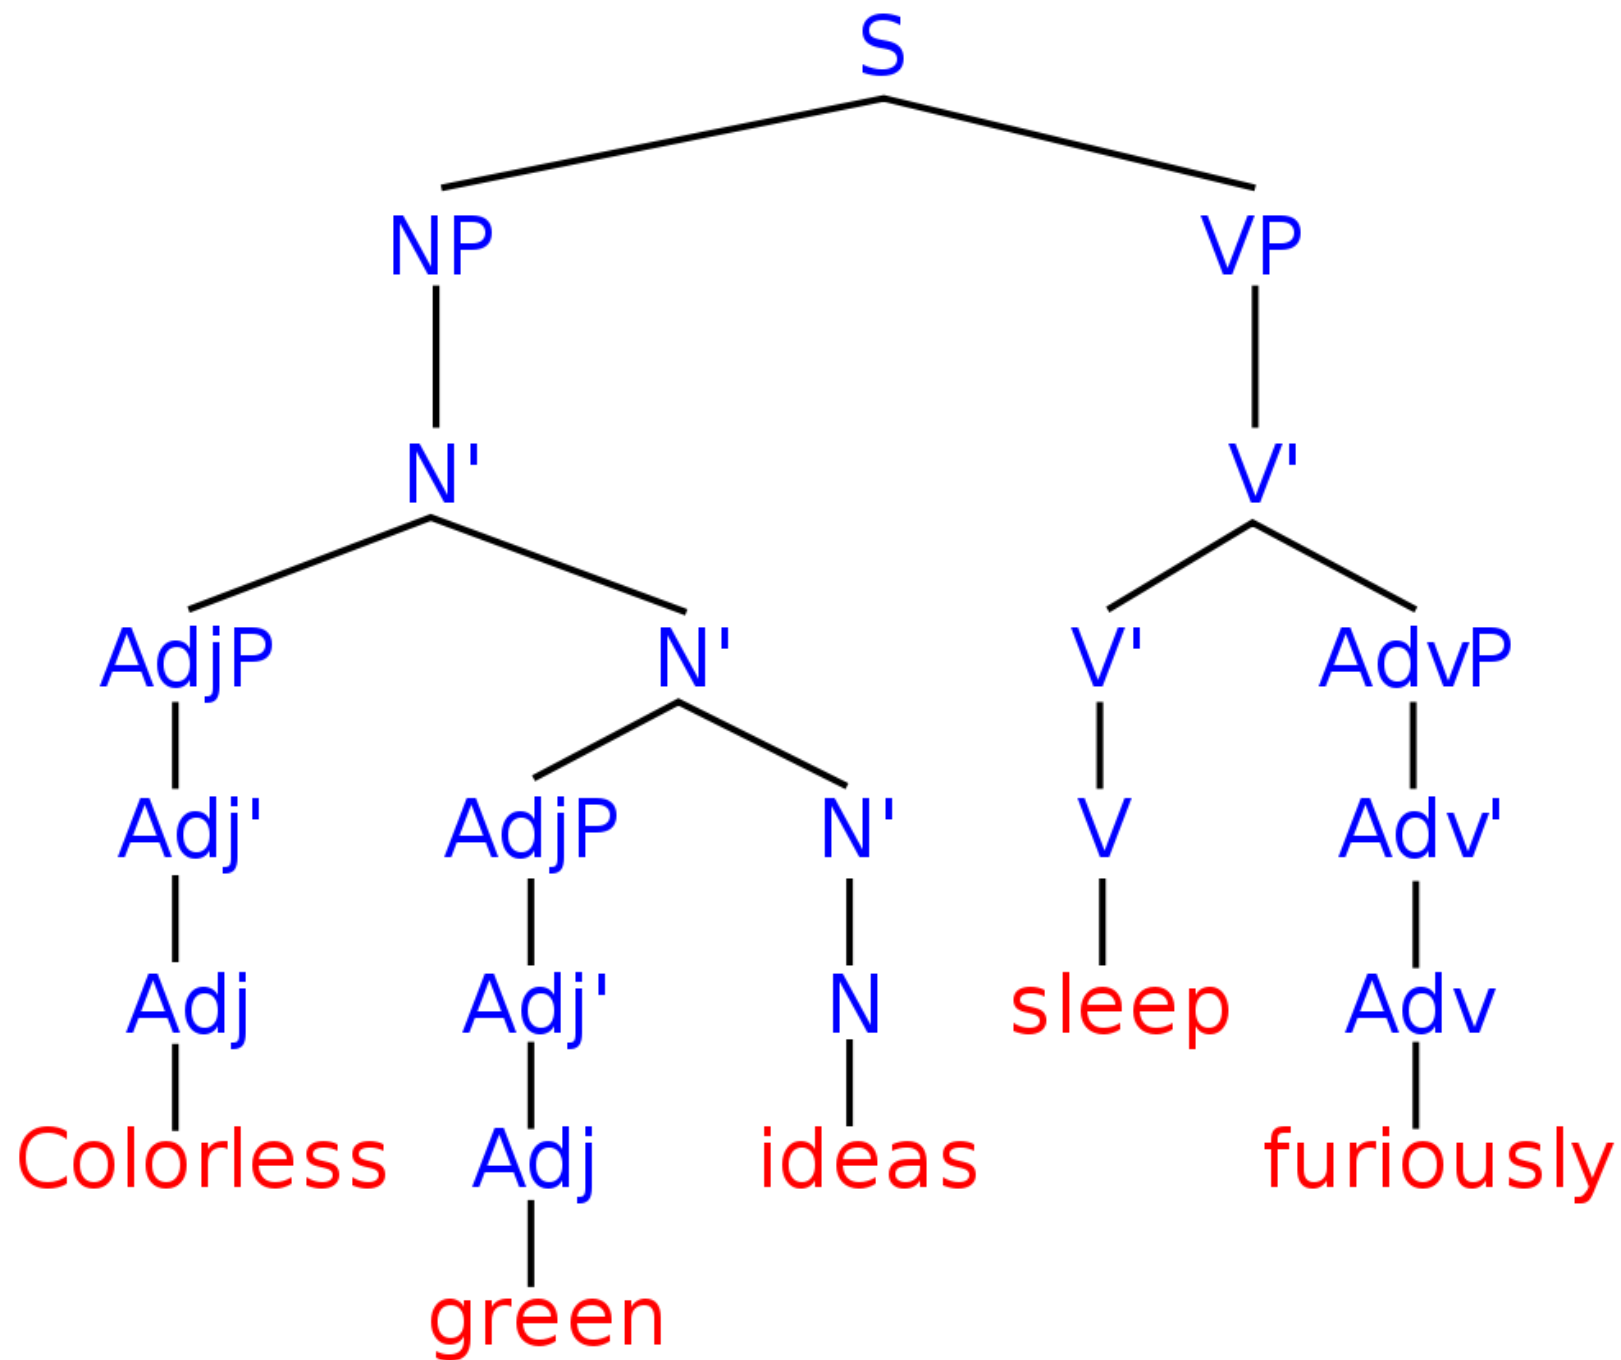 S
NP VP
N' V'
AdjP N' V' AdvP
Adj' AdjP N' V Adv'
Adj Adj' N sleep Adv
Colorless Adj ideas furiously
green